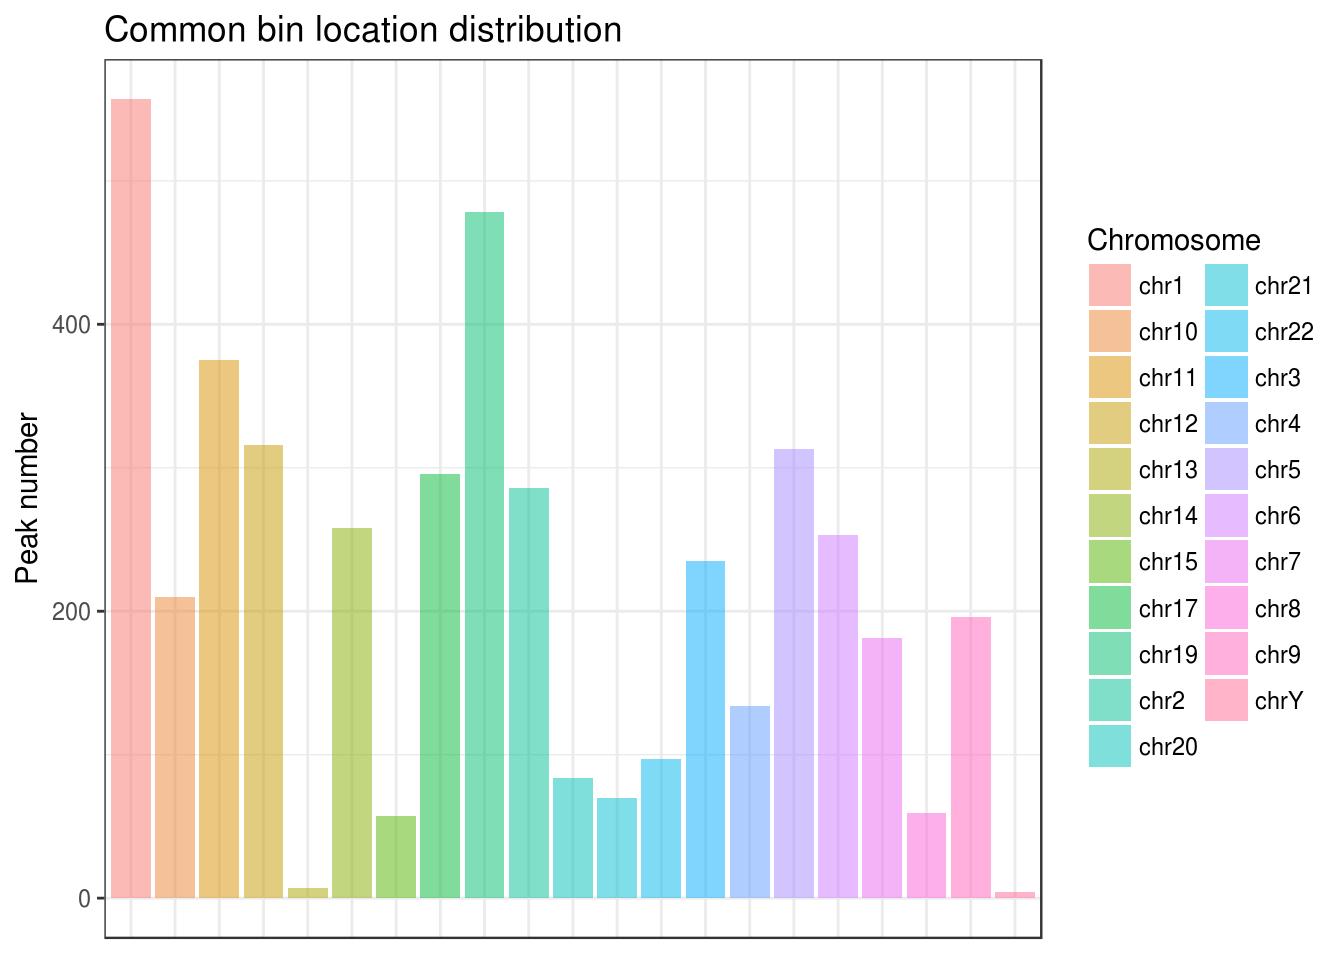 Common bin location distribution
Peak number
400
200
0
Chromosome
chr1
chr10
chr11
chr12
chr13
chr14
chr15
chr17
chr19
chr2
chr20
chr21
chr22
chr3
chr4
chr5
chr6
chr7
chr8
chr9
chrY